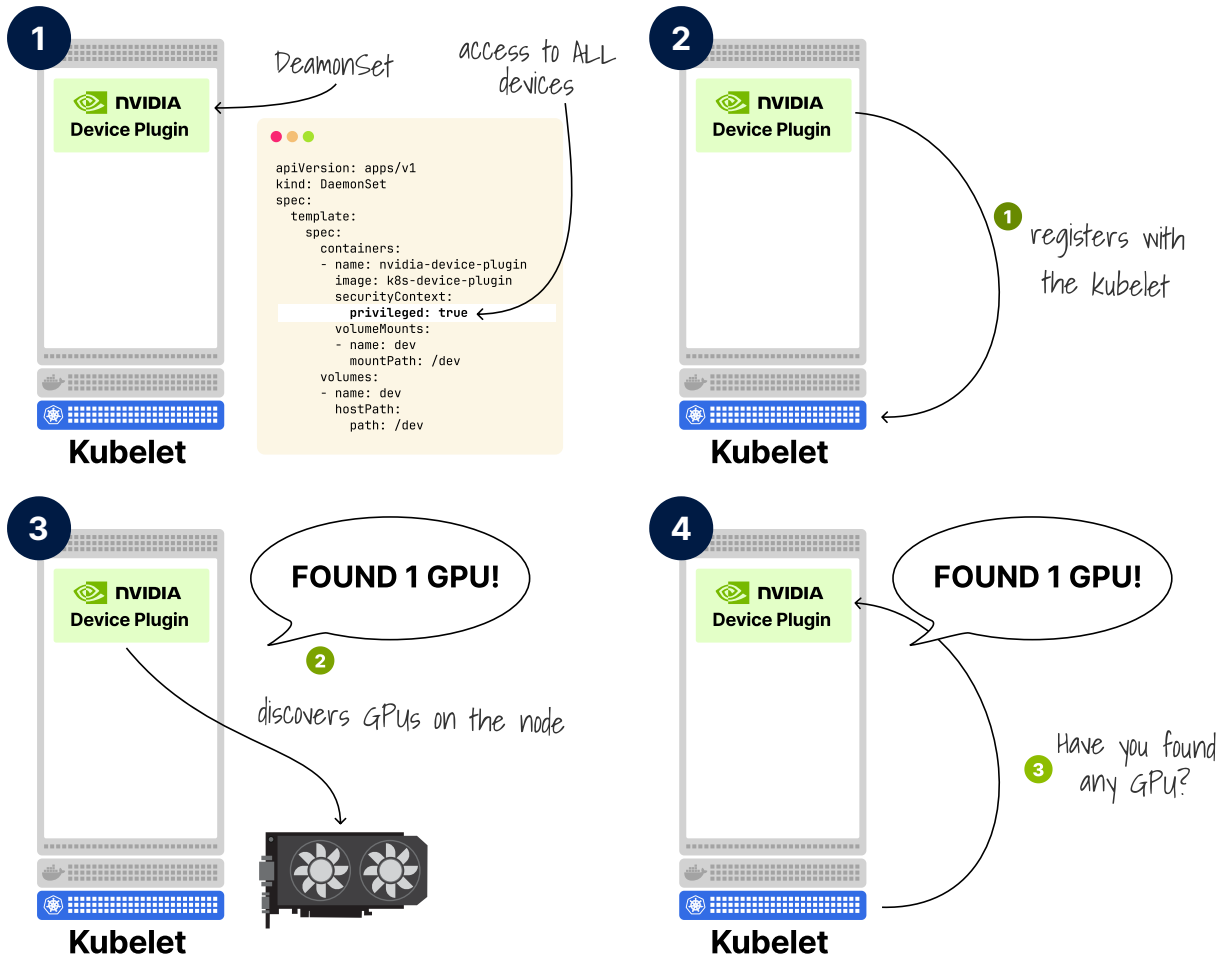 1
DeamonSet
access to ALL
devices
NVIDIA
Device Plugin
apiVersion: apps/v1
kind: DaemonSet
spec:
  template:
    spec:
      containers:
      - name: nvidia-device-plugin
        image: k8s-device-plugin
        securityContext:
          privileged: true
        volumeMounts:
        - name: dev
          mountPath: /dev
      volumes:
      - name: dev
        hostPath:
          path: /dev
Kubelet
2
NVIDIA
Device Plugin
1
registers with
the kubelet
Kubelet
3
NVIDIA
Device Plugin
FOUND 1 GPU!
2
discovers GPUs on the node
Kubelet
4
NVIDIA
Device Plugin
FOUND 1 GPU!
3
Have you found
any GPU?
Kubelet